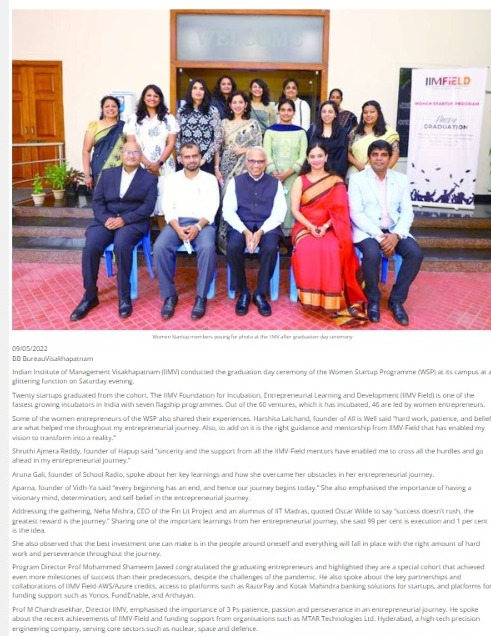 WELCOME
IIMVFIELD
WOMEN STARTUP PROGRAM
Happy
GRADUATION
Women Startup members posing for photo at the IIMV after graduation day ceremony
09/05/2022
BB BureauVisakhapatnam
Indian Institute of Management Visakhapatnam (IIMV) conducted the graduation day ceremony of the Women Startup Programme (WSP) at its campus at a
glittering function on Saturday evening.
Twenty startups graduated from the cohort. The IIMV Foundation for Incubation, Entrepreneurial Learning and Development (IIMV Field) is one of the
fastest growing incubators in India with seven flagship programmes. Out of the 60 ventures, which it has incubated, 46 are led by women entrepreneurs.
Some of the women entrepreneurs of the WSP also shared their experiences. Harshita Lalchand, founder of All is Well said "hard work, patience, and belief
are what helped me throughout my entrepreneurial journey. Also, to add on it is the right guidance and mentorship from IIMV-Field that has enabled my
vision to transform into a reality."
Shruthi Ajmera Reddy, founder of Hapup said "sincerity and the support from all the IIMV-Field mentors have enabled me to cross all the hurdles and go
ahead in my entrepreneurial journey."
Aruna Gali, founder of School Radio, spoke about her key learnings and how she overcame her obstacles in her entrepreneurial journey.
Aparna, founder of Vidh-Ya said "every beginning has an end, and hence our journey begins today." She also emphasised the importance of having a
visionary mind, determination, and self-belief in the entrepreneurial journey.
Addressing the gathering, Neha Mishra, CEO of the Fin Lit Project and an alumnus of IIT Madras, quoted Oscar Wilde to say "success doesn't rush, the
greatest reward is the journey." Sharing one of the important learnings from her entrepreneurial journey, she said 99 per cent is execution and 1 per cent
is the idea.
She also observed that the best investment one can make is in the people around oneself and everything will fall in place with the right amount of hard
work and perseverance throughout the journey.
Program Director Prof Mohammed Shameem Jawed congratulated the graduating entrepreneurs and highlighted they are a special cohort that achieved
even more milestones of success than their predecessors, despite the challenges of the pandemic. He also spoke about the key partnerships and
collaborations of IIMV Field-AWS/Azure credits, access to platforms such as RazorPay and Kotak Mahindra banking solutions for startups, and platforms for
funding support such as Yonos, FundEnable, and Arthayan.
Prof M Chandrasekhar, Director IIMV, emphasised the importance of 3 Ps-patience, passion and perseverance in an entrepreneurial journey. He spoke
about the recent achievements of IIMV-Field and funding support from organisations such as MTAR Technologies Ltd. Hyderabad, a high-tech precision
engineering company, serving core sectors such as nuclear, space and defence.